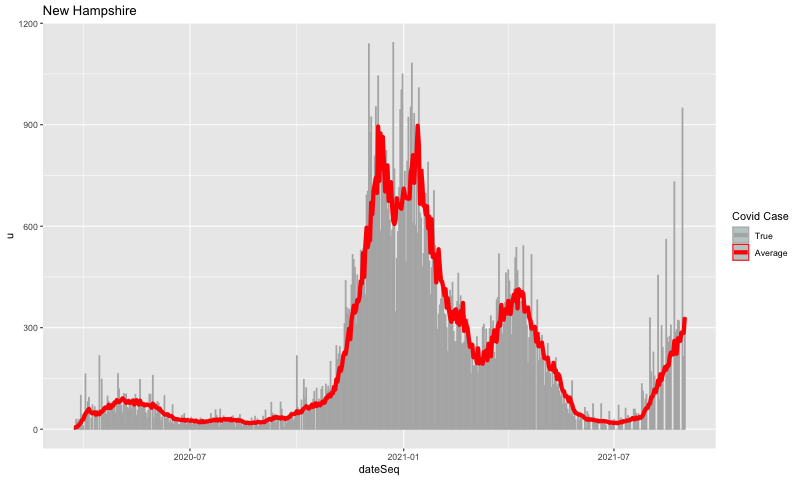 New Hampshire
1200
900
600
300
0
u
2020-07
2021-01
2021-07
dateSeq
Covid Case
True
Average